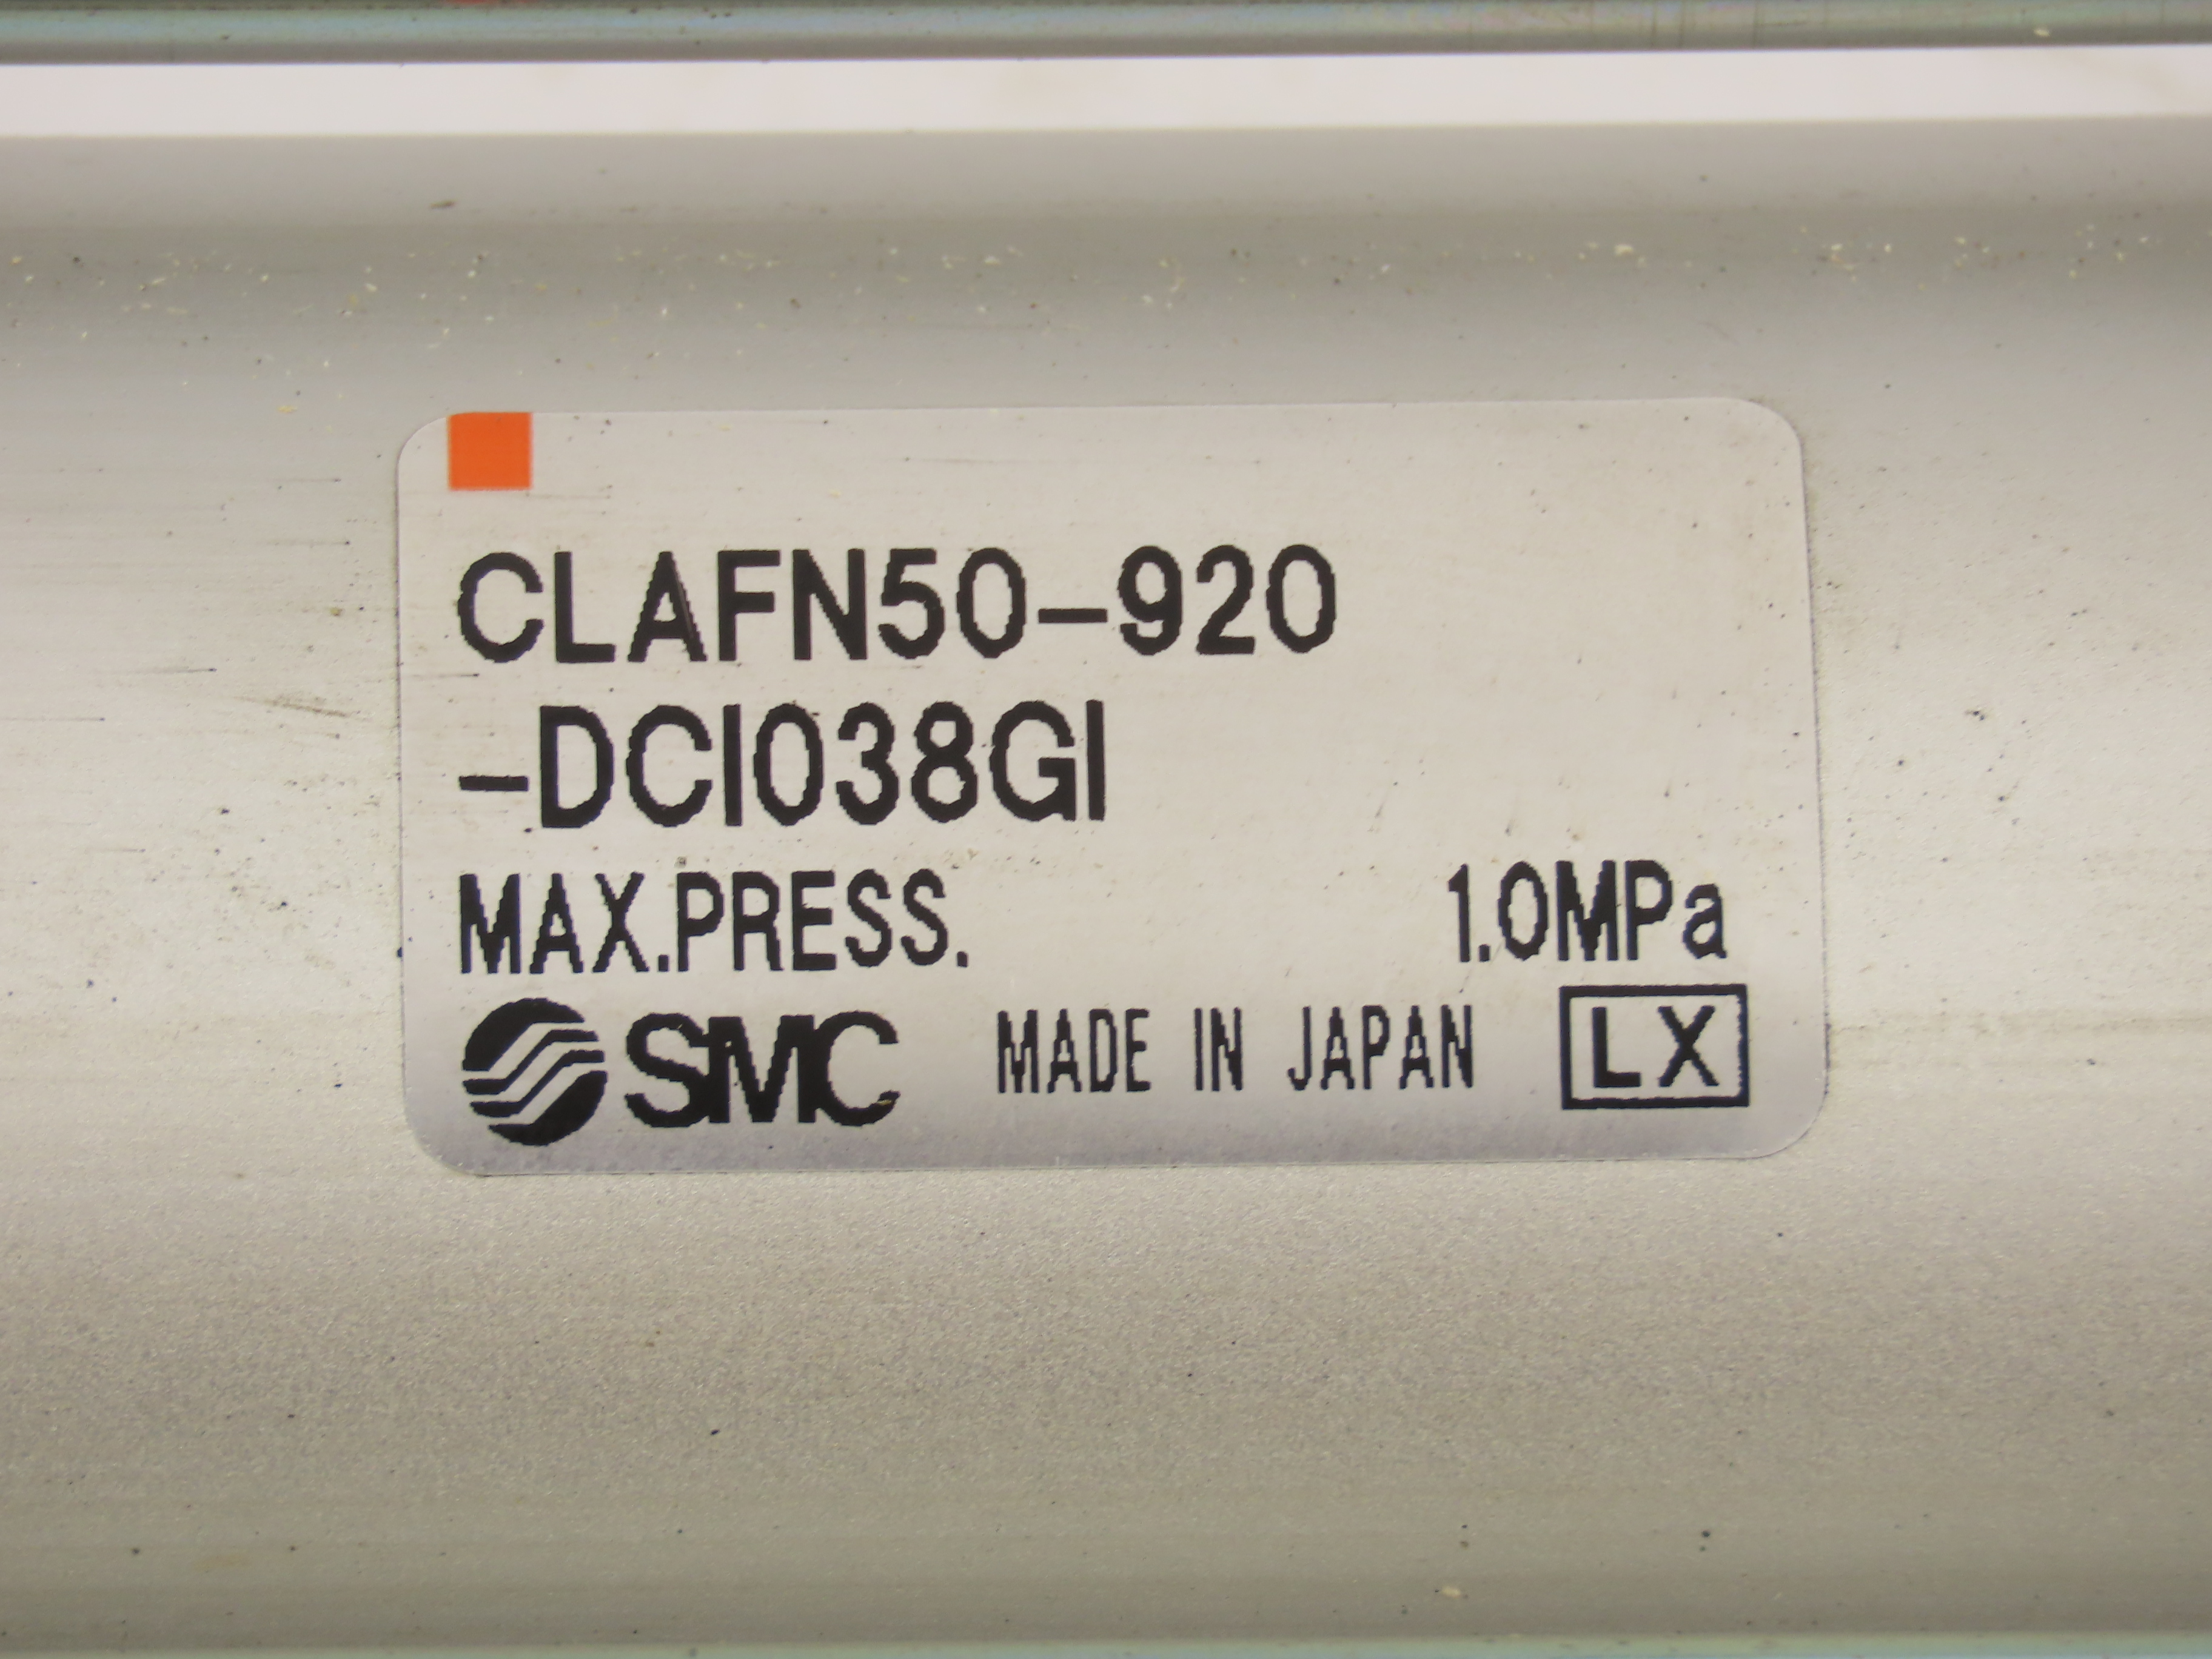 CLAFN50-920
-DCI038GI
MAX.PRESS. 1.0MPa
SMC MADE IN JAPAN LX